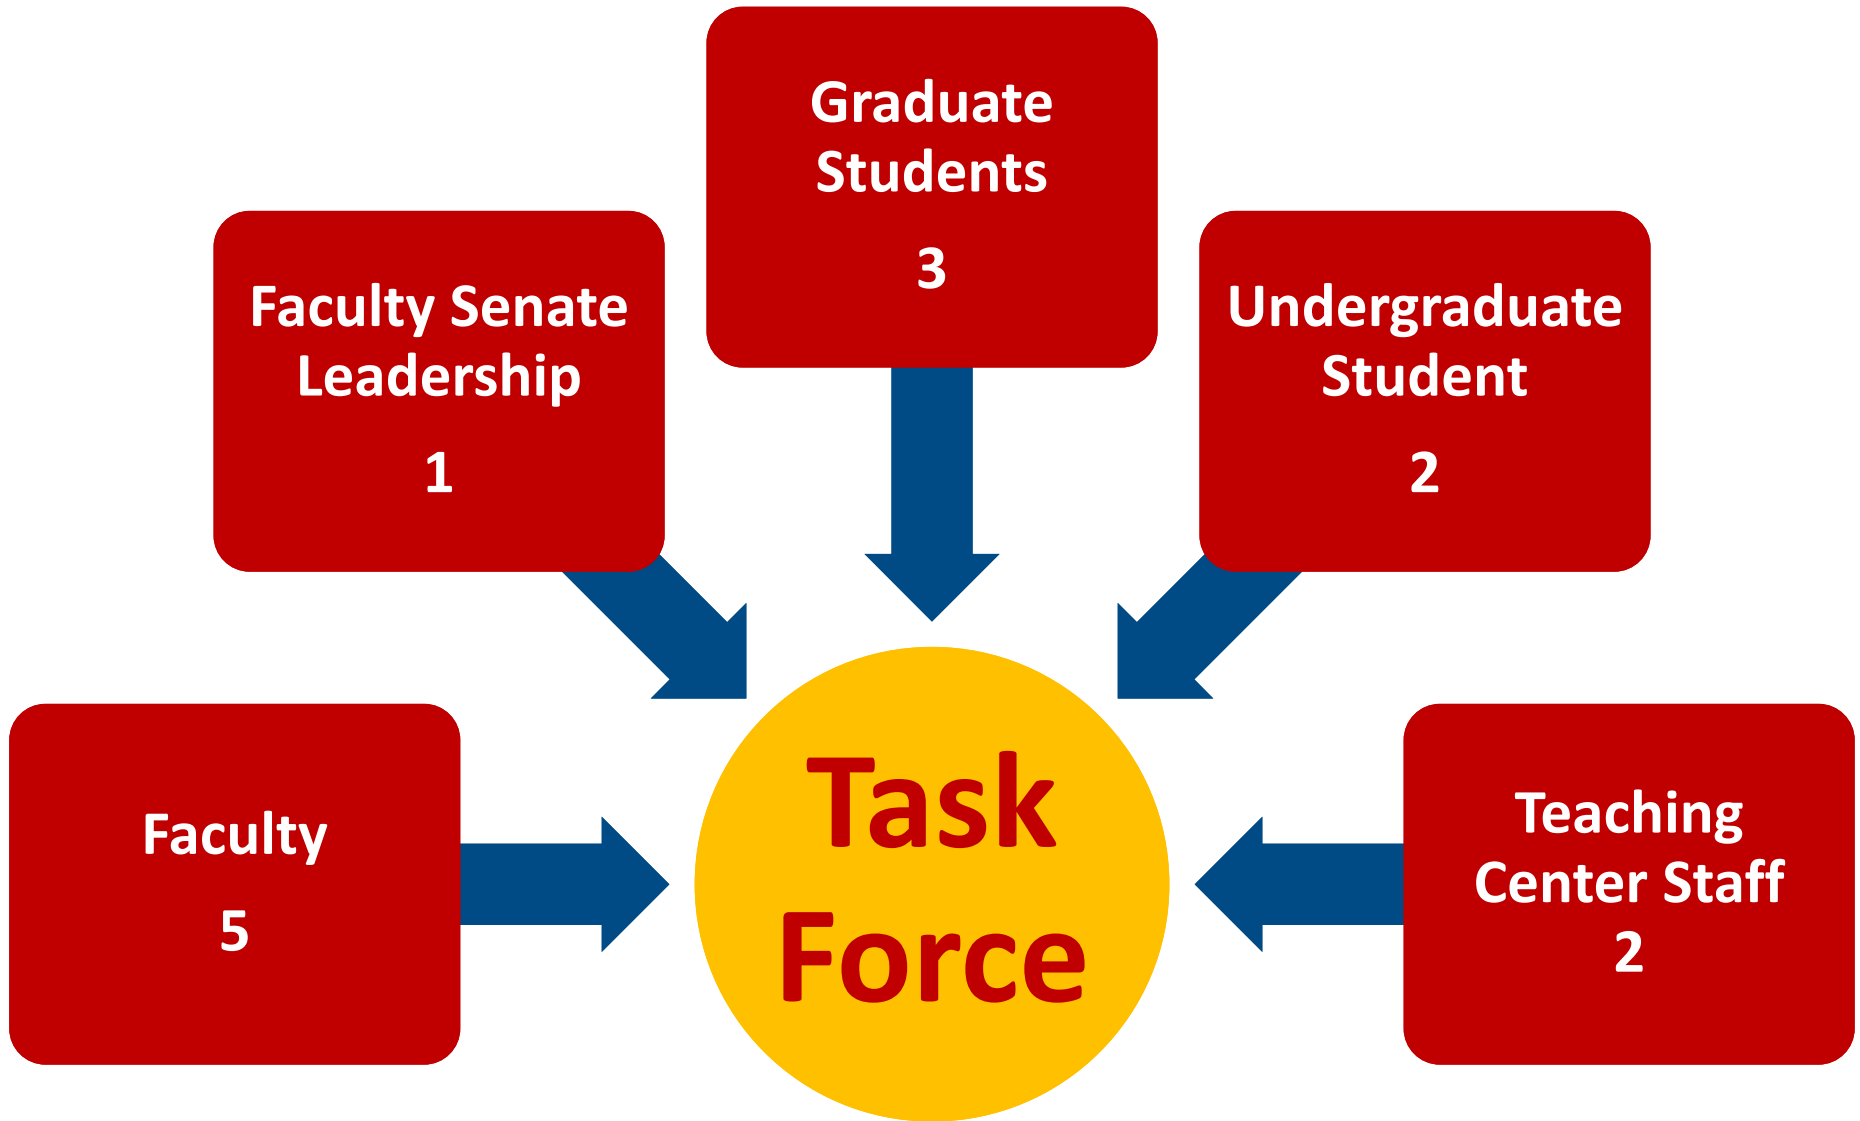 Graduate
Students
3
Faculty Senate
Leadership
1
Undergraduate
Student
2
Faculty
5
Task
Force
Teaching
Center Staff
2